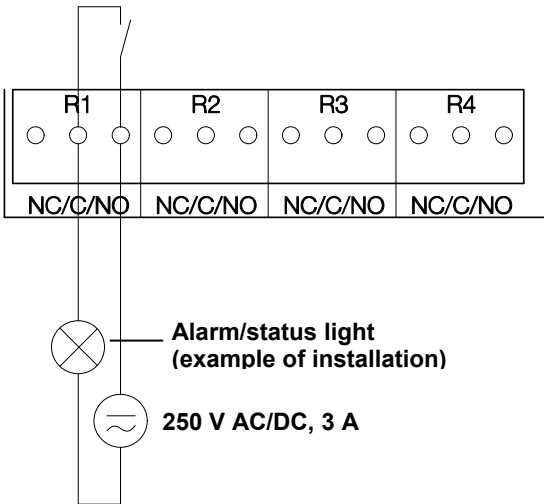 R1 R2 R3 R4
NC/C/NO NC/C/NO NC/C/NO NC/C/NO
Alarm/status light
(example of installation)
250 V AC/DC, 3 A